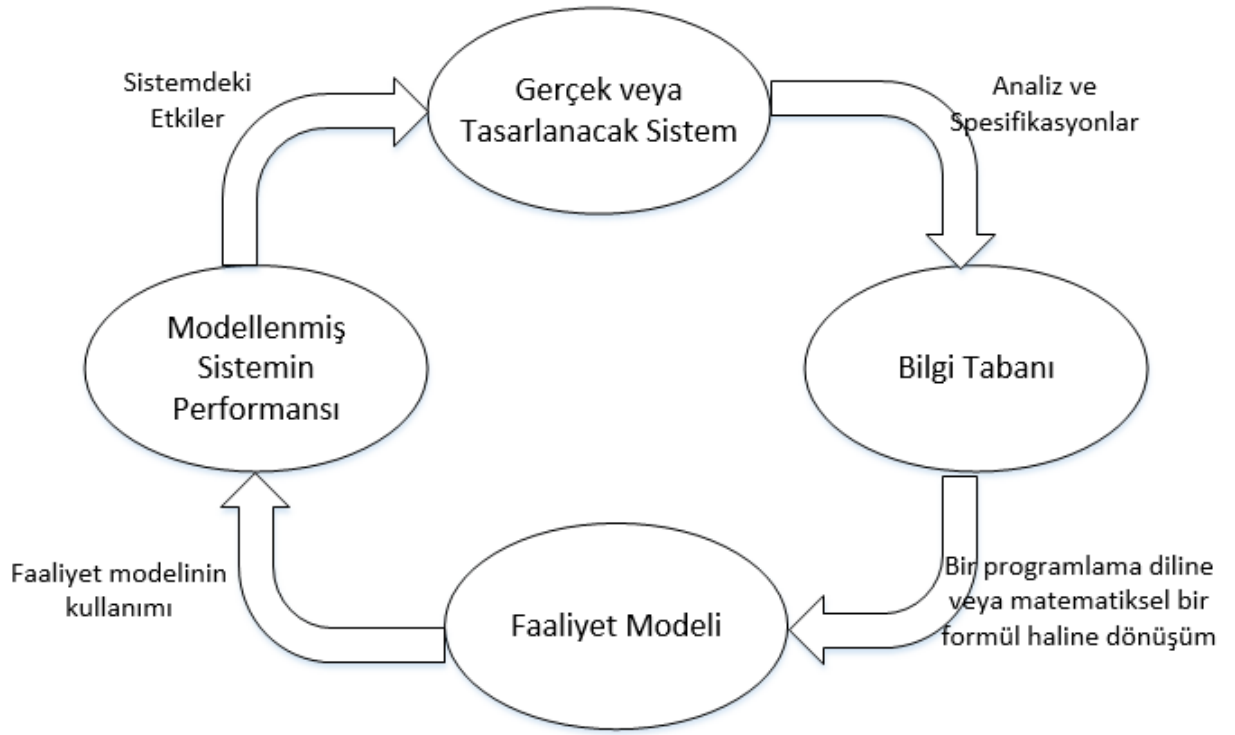 Gerçek veya
Tasarlanacak Sistem
Analiz ve
Spesifikasyonlar
Bilgi Tabanı
Bir programlama diline
veya matematiksel bir
formül haline dönüşüm
Faaliyet Modeli
Faaliyet modelinin
kullanımı
Modellenmiş
Sistemin
Performansı
Sistemdeki
Etkiler